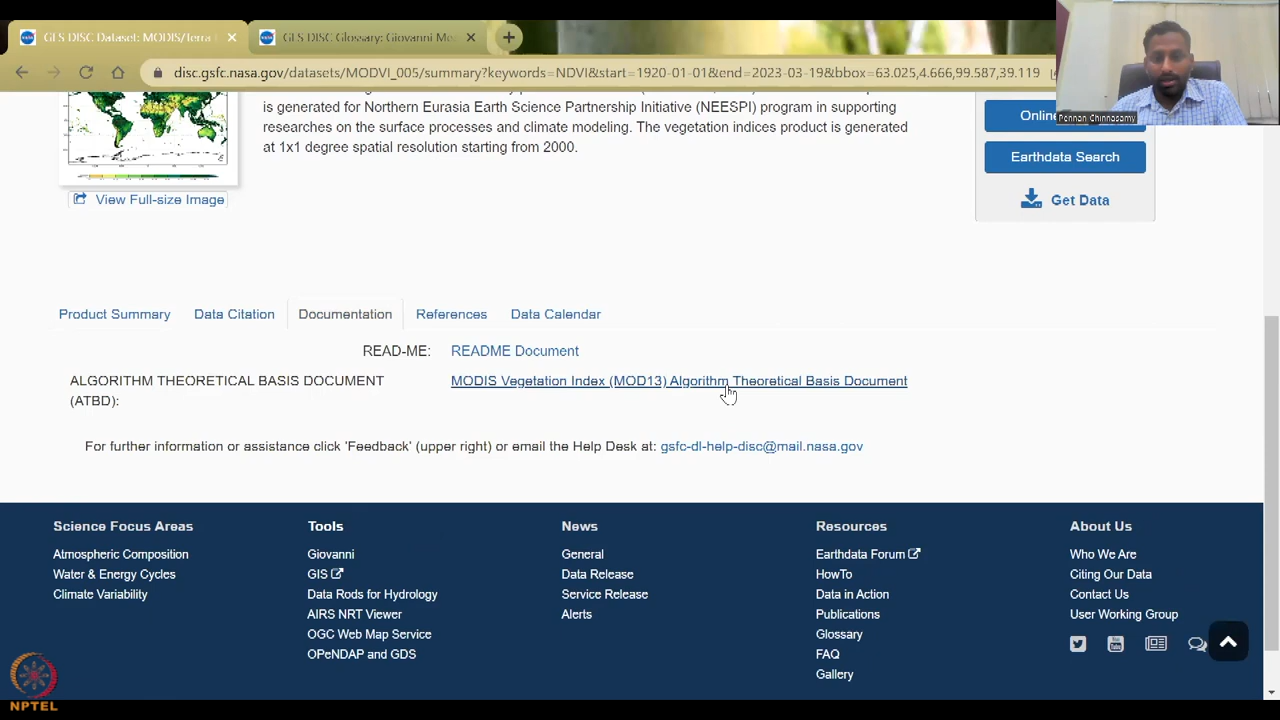 GES DISC Dataset: MODIS/Terra
GES DISC Glossary: Giovanni Me
disc.gsfc.nasa.gov/datasets/MODVI_005/summary?keywords=NDVI&start=1920-01-01&end=2023-03-19&bbox=63.025,4.666,99.587,39.119
Pennan Chinnasamy
is generated for Northern Eurasia Earth Science Partnership Initiative (NEESPI) program in supporting
researches on the surface processes and climate modeling. The vegetation indices product is generated
at 1x1 degree spatial resolution starting from 2000.
Online
Earthdata Search
Get Data
View Full-size Image
Product Summary
Data Citation
Documentation
References
Data Calendar
READ-ME:
README Document
ALGORITHM THEORETICAL BASIS DOCUMENT
(ATBD):
MODIS Vegetation Index (MOD13) Algorithm Theoretical Basis Document
For further information or assistance click 'Feedback' (upper right) or email the Help Desk at: gsfc-dl-help-disc@mail.nasa.gov
Science Focus Areas
Atmospheric Composition
Water & Energy Cycles
Climate Variability
Tools
Giovanni
GIS
Data Rods for Hydrology
AIRS NRT Viewer
OGC Web Map Service
OPeNDAP and GDS
News
General
Data Release
Service Release
Alerts
Resources
Earthdata Forum
HowTo
Data in Action
Publications
Glossary
FAQ
Gallery
About Us
Who We Are
Citing Our Data
Contact Us
User Working Group
NPTEL